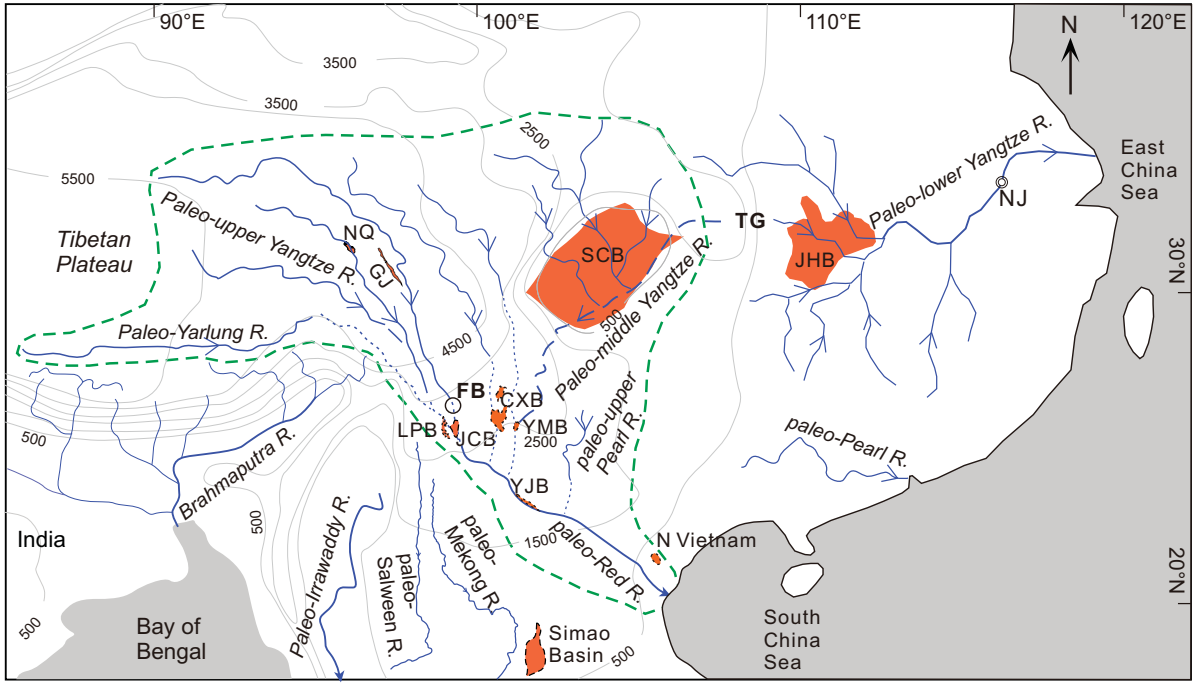 90°E
100°E
110°E
120°E
N
3500
3500
2500
5500
East
China
Sea
Paleo-lower Yangtze R.
NJ
Paleo-upper Yangtze R.
NQ
GJ
TG
Tibetan
Plateau
SCB
JHB
30°N
Paleo-middle Yangtze R.
500
Paleo-Yarlung R.
4500
FB
CXB
LPB
JCB
YMB
2500
paleo-upper
Pearl R.
paleo-Pearl R.
500
Brahmaputra R.
YJB
500
1500
paleo-Red R.
N Vietnam
India
Paleo-Irrawaddy R.
paleo-
Salween R.
paleo-
Mekong R.
20°N
500
Bay of
Bengal
Simao
Basin
500
South
China
Sea